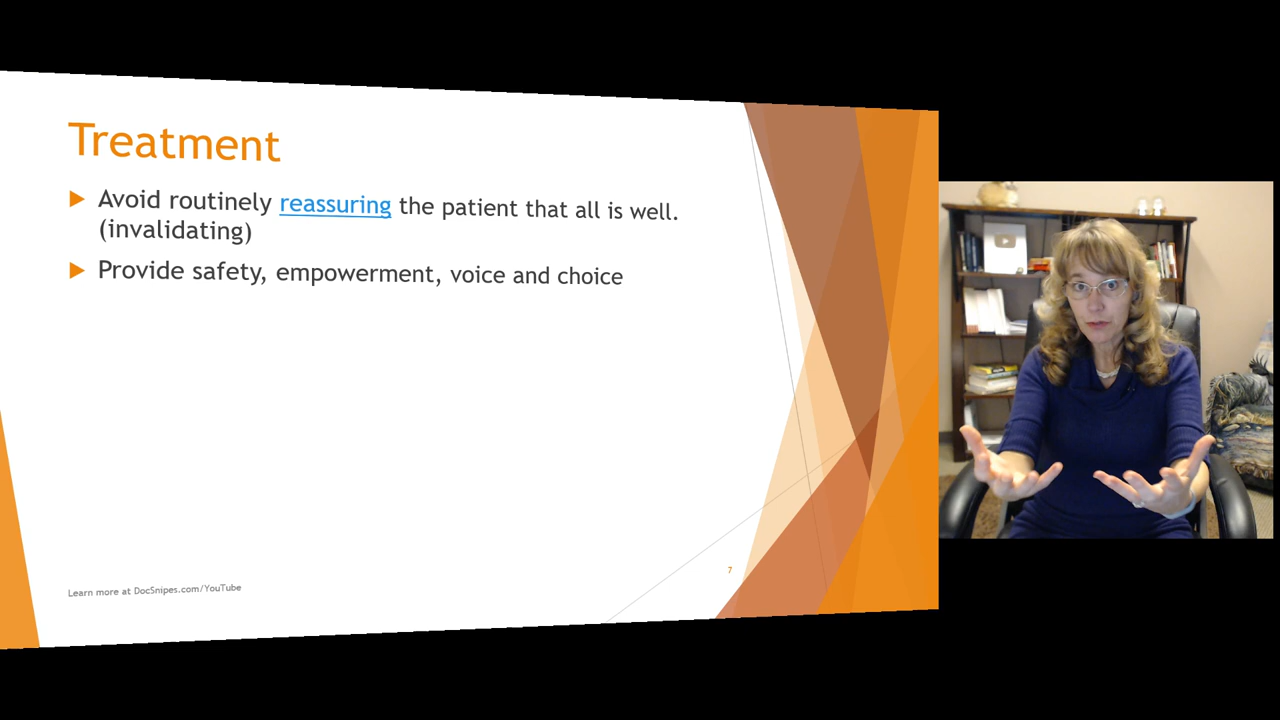 Treatment
Avoid routinely reassuring the patient that all is well.
(invalidating)
Provide safety, empowerment, voice and choice
Learn more at DocSnipes.com/YouTube
7